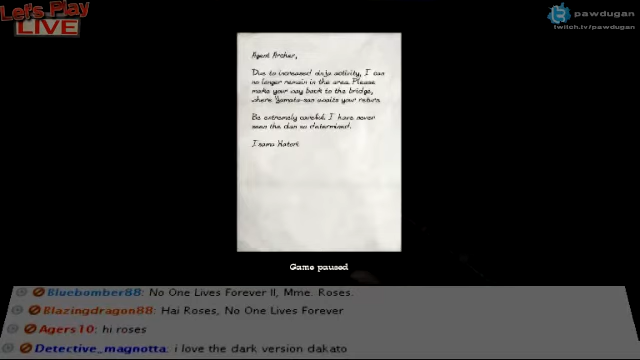 Let's Play
LIVE
pawdugan
twitch.tv/pawdugan
Agent Archer,
Due to increased ninja activity, I can
no longer remain in the area. Please
make your way back to the bridge,
where Yamata-san awaits your return.
Be extremely careful. I have never
seen the clan so determined.
Isamu Hatori
Game paused
Bluebomber88: No One Lives Forever II, Mme. Roses.
Blazingdragon88: Hai Roses, No One Lives Forever
Agers10: hi roses
Detective_magnotta: i love the dark version dakato